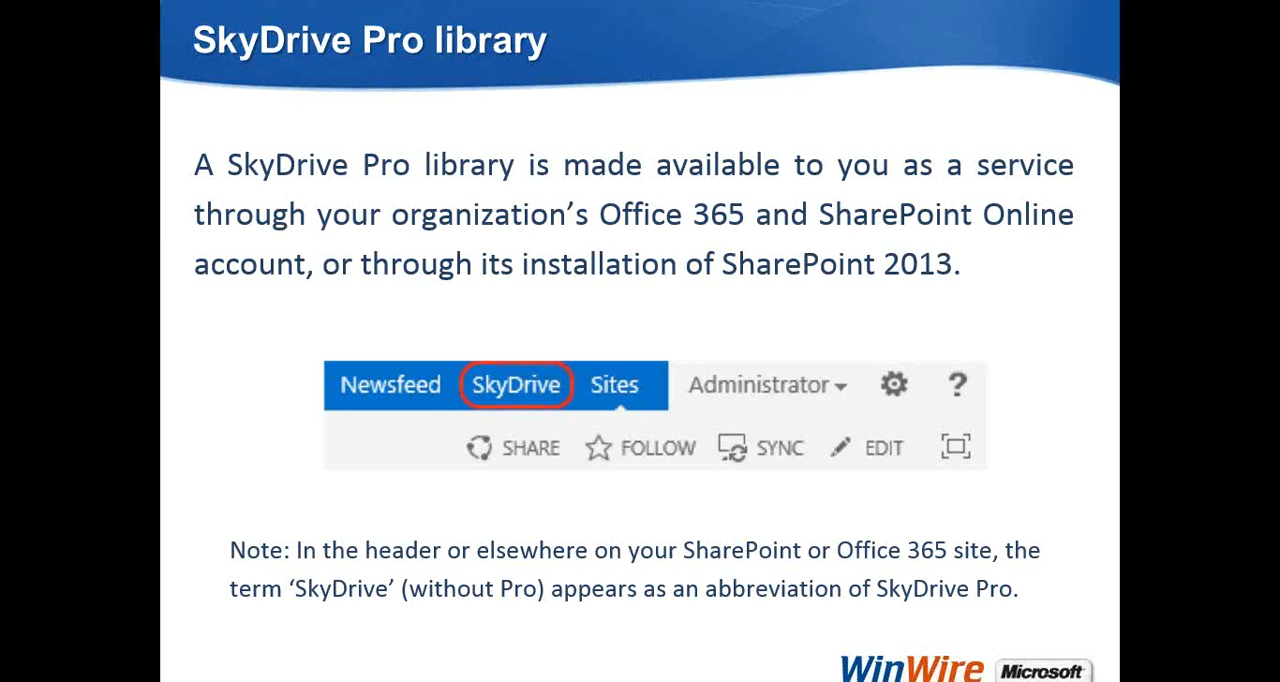 SkyDrive Pro library
A SkyDrive Pro library is made available to you as a service
through your organization’s Office 365 and SharePoint Online
account, or through its installation of SharePoint 2013.
Newsfeed SkyDrive Sites Administrator ?
SHARE FOLLOW SYNC EDIT
Note: In the header or elsewhere on your SharePoint or Office 365 site, the
term ‘SkyDrive’ (without Pro) appears as an abbreviation of SkyDrive Pro.
WinWire Microsoft